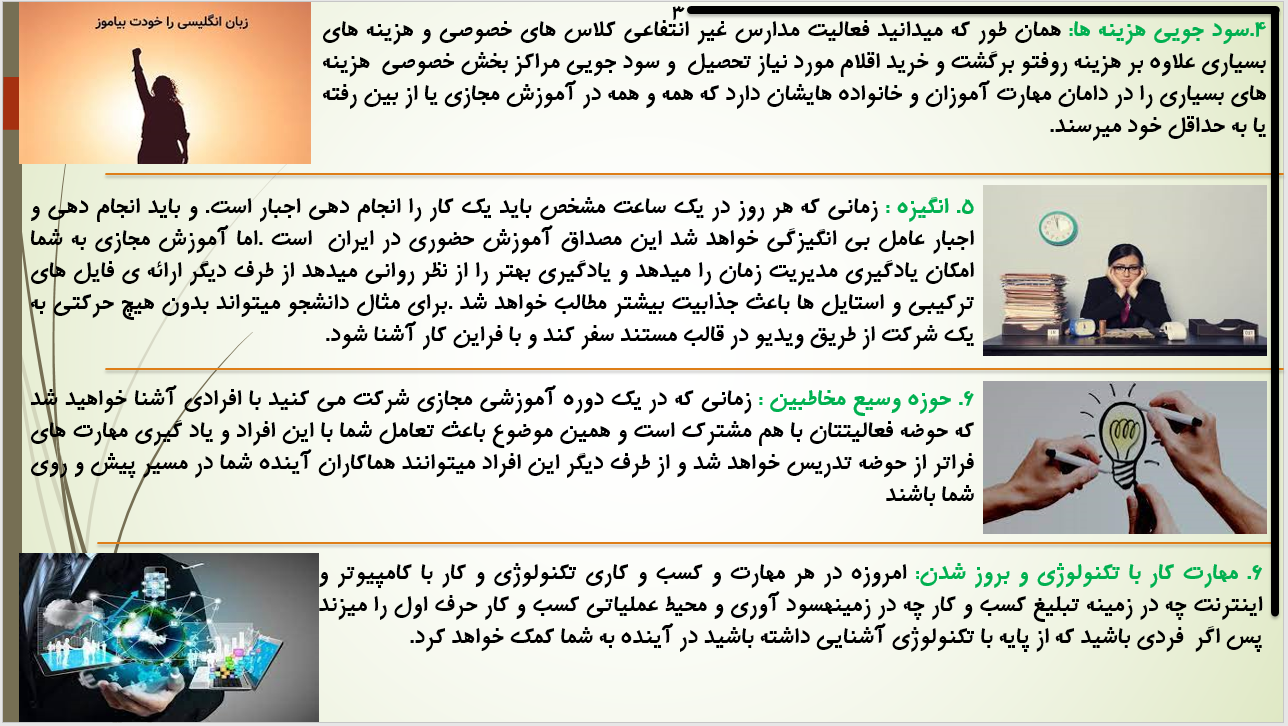 ۳
۴.سود جویی هزینه ها: همان طور که میدانید فعالیت مدارس غیر انتفاعی کلاس های خصوصی و هزینه های
بسیاری علاوه بر هزینه روفتو برگشت و خرید اقلام مورد نیاز تحصیل و سود جویی مراکز بخش خصوصی هزینه
های بسیاری را در دامان مهارت آموزان و خانواده هایشان دارد که همه و همه در آموزش مجازی یا از بین رفته
یا به حداقل خود میرسند.
زبان انگلیسی را خودت بیاموز
۵. انگیزه : زمانی که هر روز در یک ساعت مشخص باید یک کار را انجام دهی اجبار است. و باید انجام دهی و
اجبار عامل بی انگیزگی خواهد شد این مصداق آموزش حضوری در ایران است .اما آموزش مجازی به شما
امکان یادگیری مدیریت زمان را میدهد و یادگیری بهتر را از نظر روانی میدهد از طرف دیگر ارائه ی فایل های
ترکیبی و استایل ها باعث جذابیت بیشتر مطالب خواهد شد .برای مثال دانشجو میتواند بدون هیچ حرکتی به
یک شرکت از طریق ویدیو در قالب مستند سفر کند و با فراین کار آشنا شود.
۶. حوزه وسیع مخاطبین : زمانی که در یک دوره آموزشی مجازی شرکت می کنید با افرادی آشنا خواهید شد
که حوضه فعالیتتان با هم مشترک است و همین موضوع باعث تعامل شما با این افراد و یاد گیری مهارت های
فراتر از حوضه تدریس خواهد شد و از طرف دیگر این افراد میتوانند هماکاران آینده شما در مسیر پیش و روی
شما باشند
۶. مهارت کار با تکنولوژی و بروز شدن: امروزه در هر مهارت و کسب و کاری تکنولوژی و کار با کامپیوتر و
اینترنت چه در زمینه تبلیغ کسب و کار چه در زمینهسود آوری و محیط عملیاتی کسب و کار حرف اول را میزند
پس اگر فردی باشید که از پایه با تکنولوژی آشنایی داشته باشید در آینده به شما کمک خواهد کرد.